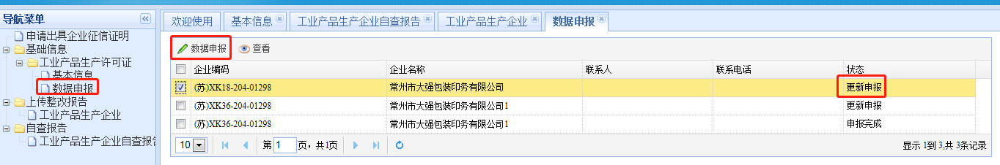 导航菜单
申请出具企业征信证明
基础信息
工业产品生产许可证
基本信息
数据申报
上传整改报告
工业产品生产企业
自查报告
工业产品生产企业自查报告
欢迎使用 基本信息 工业产品生产企业自查报告 工业产品生产企业 数据申报
数据申报 查看
企业编码 企业名称 联系人 联系电话 状态
(苏)XK18-204-01298 常州市大强包装印务有限公司 更新申报
(苏)XK36-204-01298 常州市大强包装印务有限公司1 更新申报
(苏)XK36-204-01298 常州市大强包装印务有限公司1 申报完成
10 第 1 页，共1页 显示 1到 3,共 3条记录